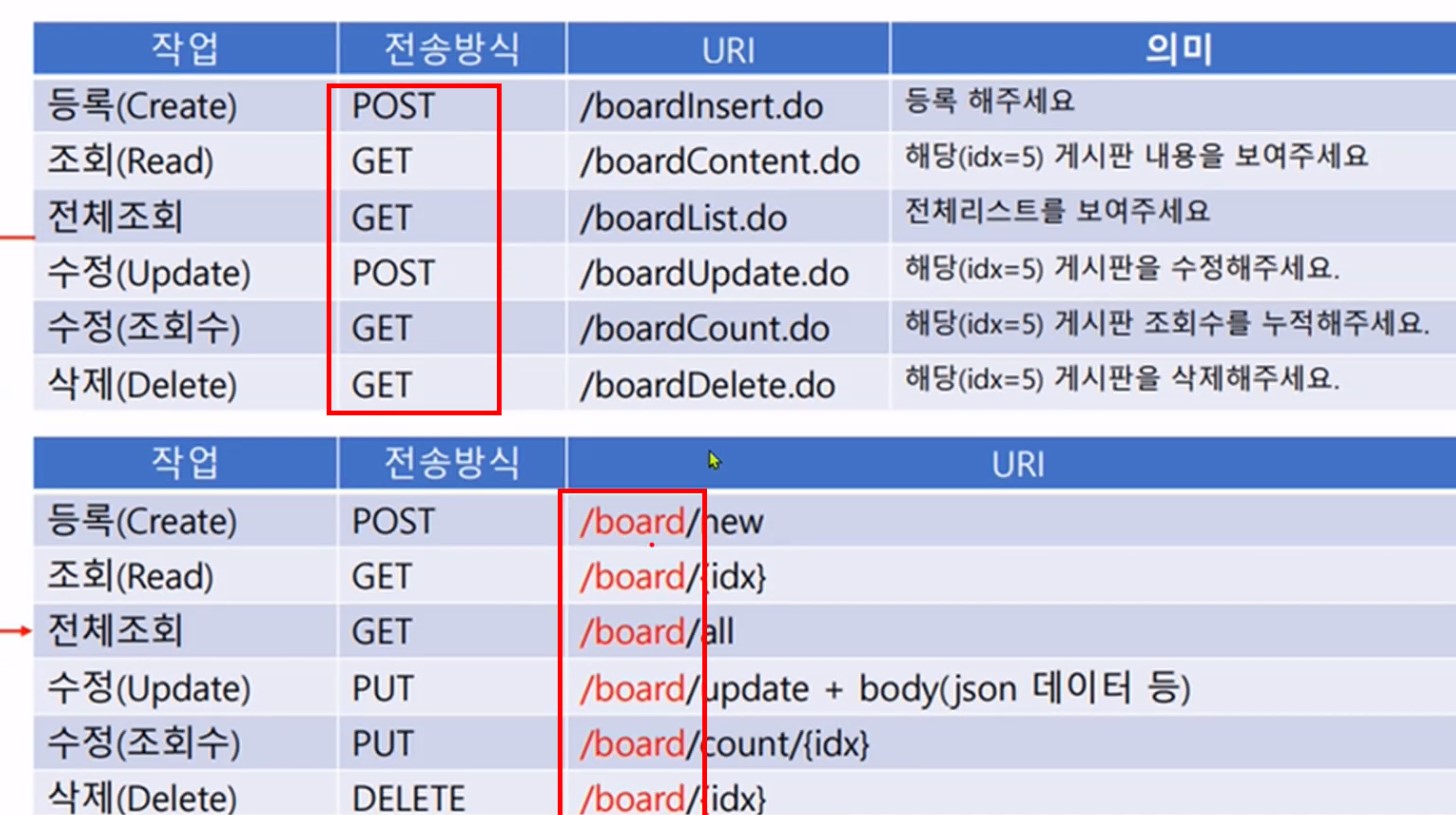 작업 전송방식 URI 의미
등록(Create) POST /boardInsert.do 등록 해주세요
조회(Read) GET /boardContent.do 해당(idx=5) 게시판 내용을 보여주세요
전체조회 GET /boardList.do 전체리스트를 보여주세요
수정(Update) POST /boardUpdate.do 해당(idx=5) 게시판을 수정해주세요.
수정(조회수) GET /boardCount.do 해당(idx=5) 게시판 조회수를 누적해주세요.
삭제(Delete) GET /boardDelete.do 해당(idx=5) 게시판을 삭제해주세요.
작업 전송방식 URI
등록(Create) POST /board/new
조회(Read) GET /board/{idx}
전체조회 GET /board/all
수정(Update) PUT /board/update + body(json 데이터 등)
수정(조회수) PUT /board/count/{idx}
삭제(Delete) DELETE /board/{idx}